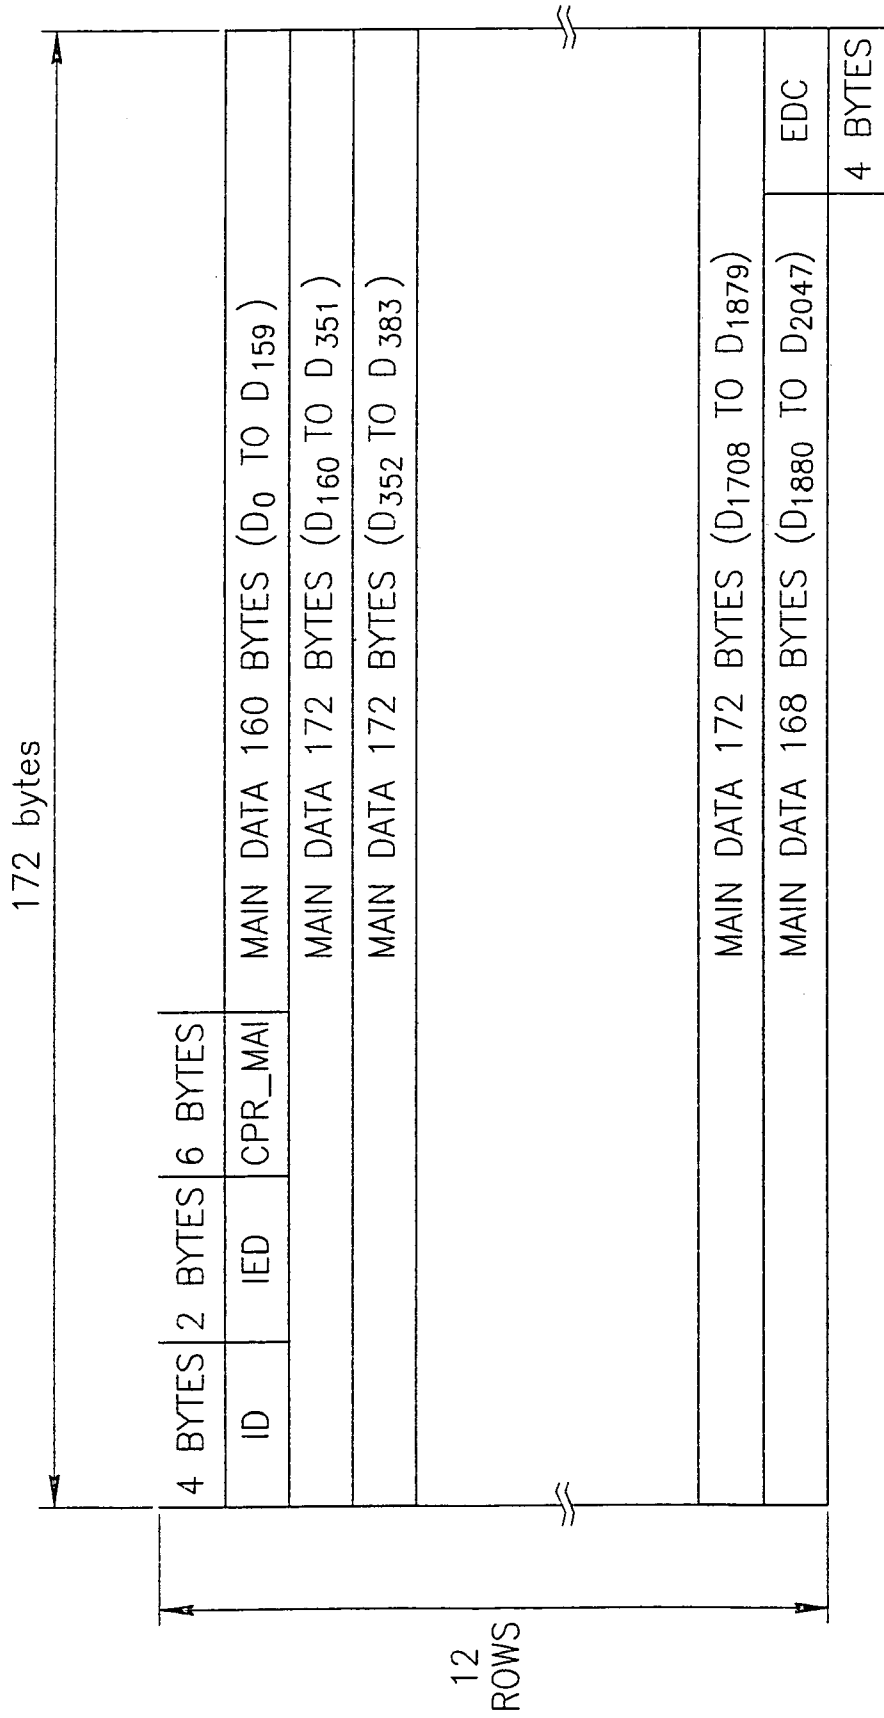 172 bytes
4 BYTES 2 BYTES 6 BYTES
ID IED CPR_MAI MAIN DATA 160 BYTES (D0 TO D159)
MAIN DATA 172 BYTES (D160 TO D351)
MAIN DATA 172 BYTES (D352 TO D383)
12
ROWS
MAIN DATA 172 BYTES (D1708 TO D1879)
MAIN DATA 168 BYTES (D1880 TO D2047) EDC
4 BYTES